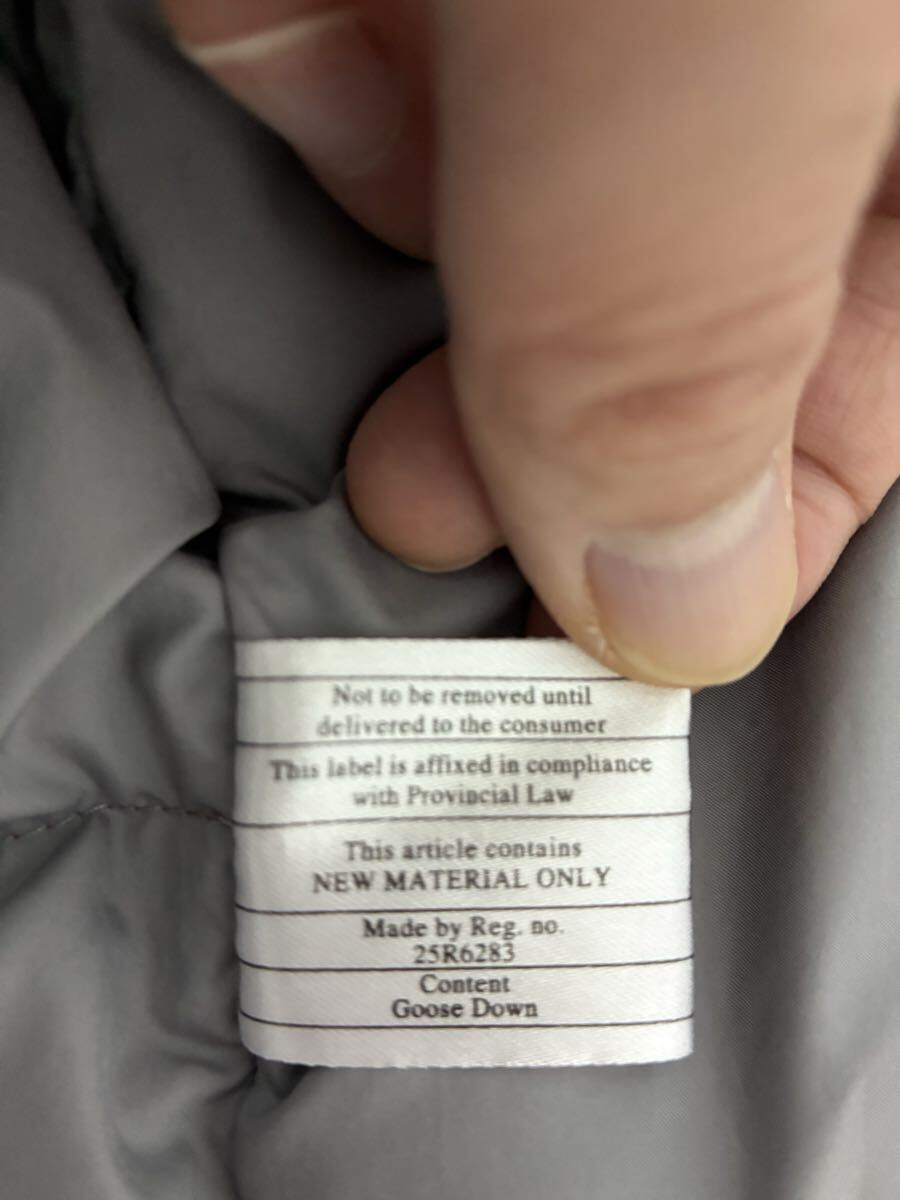 Not to be removed until
delivered to the consumer
This label is affixed in compliance
with Provincial Law
This article contains
NEW MATERIAL ONLY
Made by Reg. no.
25R6283
Content
Goose Down